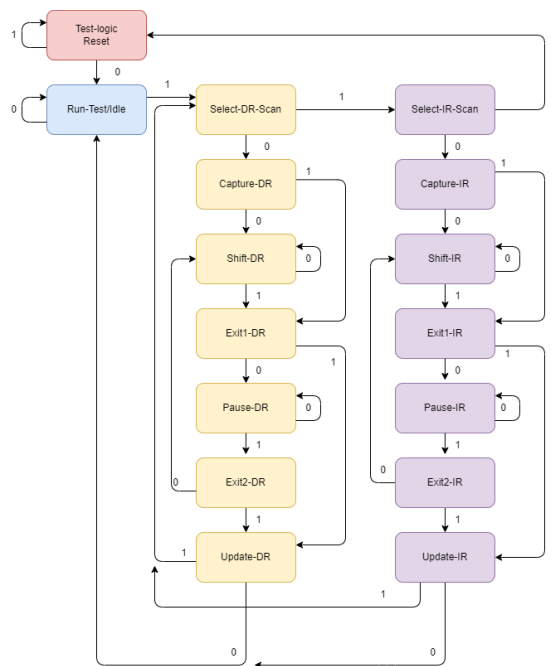 Test-logic
Reset
1
0
Run-Test/Idle
0
1
Select-DR-Scan
1
Select-IR-Scan
0
0
Capture-DR
1
Capture-IR
1
0
0
Shift-DR
0
Shift-IR
0
1
1
Exit1-DR
Exit1-IR
1
1
0
0
Pause-DR
0
Pause-IR
0
1
1
0
Exit2-DR
0
Exit2-IR
1
1
1
Update-DR
Update-IR
1
0
0